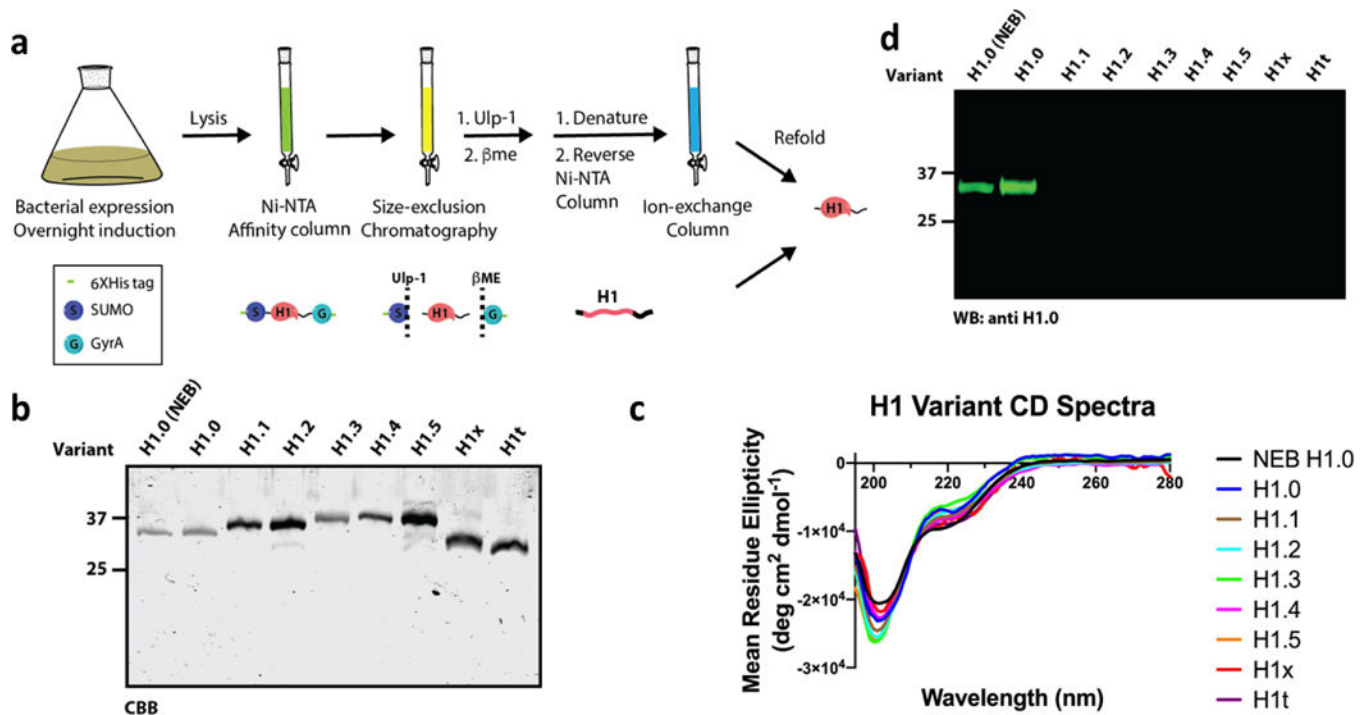 a
Lysis
1. Ulp-1
2. βme
1. Denature
2. Reverse
Ni-NTA
Column
Refold
H1
Bacterial expression
Overnight induction
Ni-NTA
Affinity column
Size-exclusion
Chromatography
Ion-exchange
Column
6XHis tag
S SUMO
G GyrA
S H1 G
Ulp-1 βME
S H1 G
H1
b
Variant H1.0 (NEB) H1.0 H1.1 H1.2 H1.3 H1.4 H1.5 H1x H1t
37
25
CBB
d
Variant H1.0 (NEB) H1.0 H1.1 H1.2 H1.3 H1.4 H1.5 H1x H1t
37
25
WB: anti H1.0
c
H1 Variant CD Spectra
Mean Residue Ellipticity
(deg cm² dmol⁻¹)
0
-1×10⁴
-2×10⁴
-3×10⁴
200 220 240 260 280
Wavelength (nm)
NEB H1.0
H1.0
H1.1
H1.2
H1.3
H1.4
H1.5
H1x
H1t